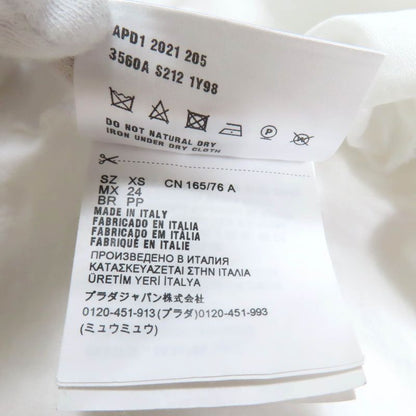 APD1 2021 205
3560A S212 1Y98
DO NOT NATURAL DRY
IRON UNDER DRY CLOTH
SZ XS CN 165/76 A
MX 24
BR PP
MADE IN ITALY
FABRICADO EN ITALIA
FABRICADO EM ITÁLIA
FABRIQUÉ EN ITALIE
ПРОИЗВЕДЕНО В ИТАЛИЯ
ΚΑΤΑΣΚΕΥΑΖΕΤΑΙ ΣΤΗΝ ΙΤΑΛΙΑ
ÜRETİM YERİ İTALYA
プラダジャパン株式会社
0120-451-913(プラダ)0120-451-993
(ミュウミュウ)